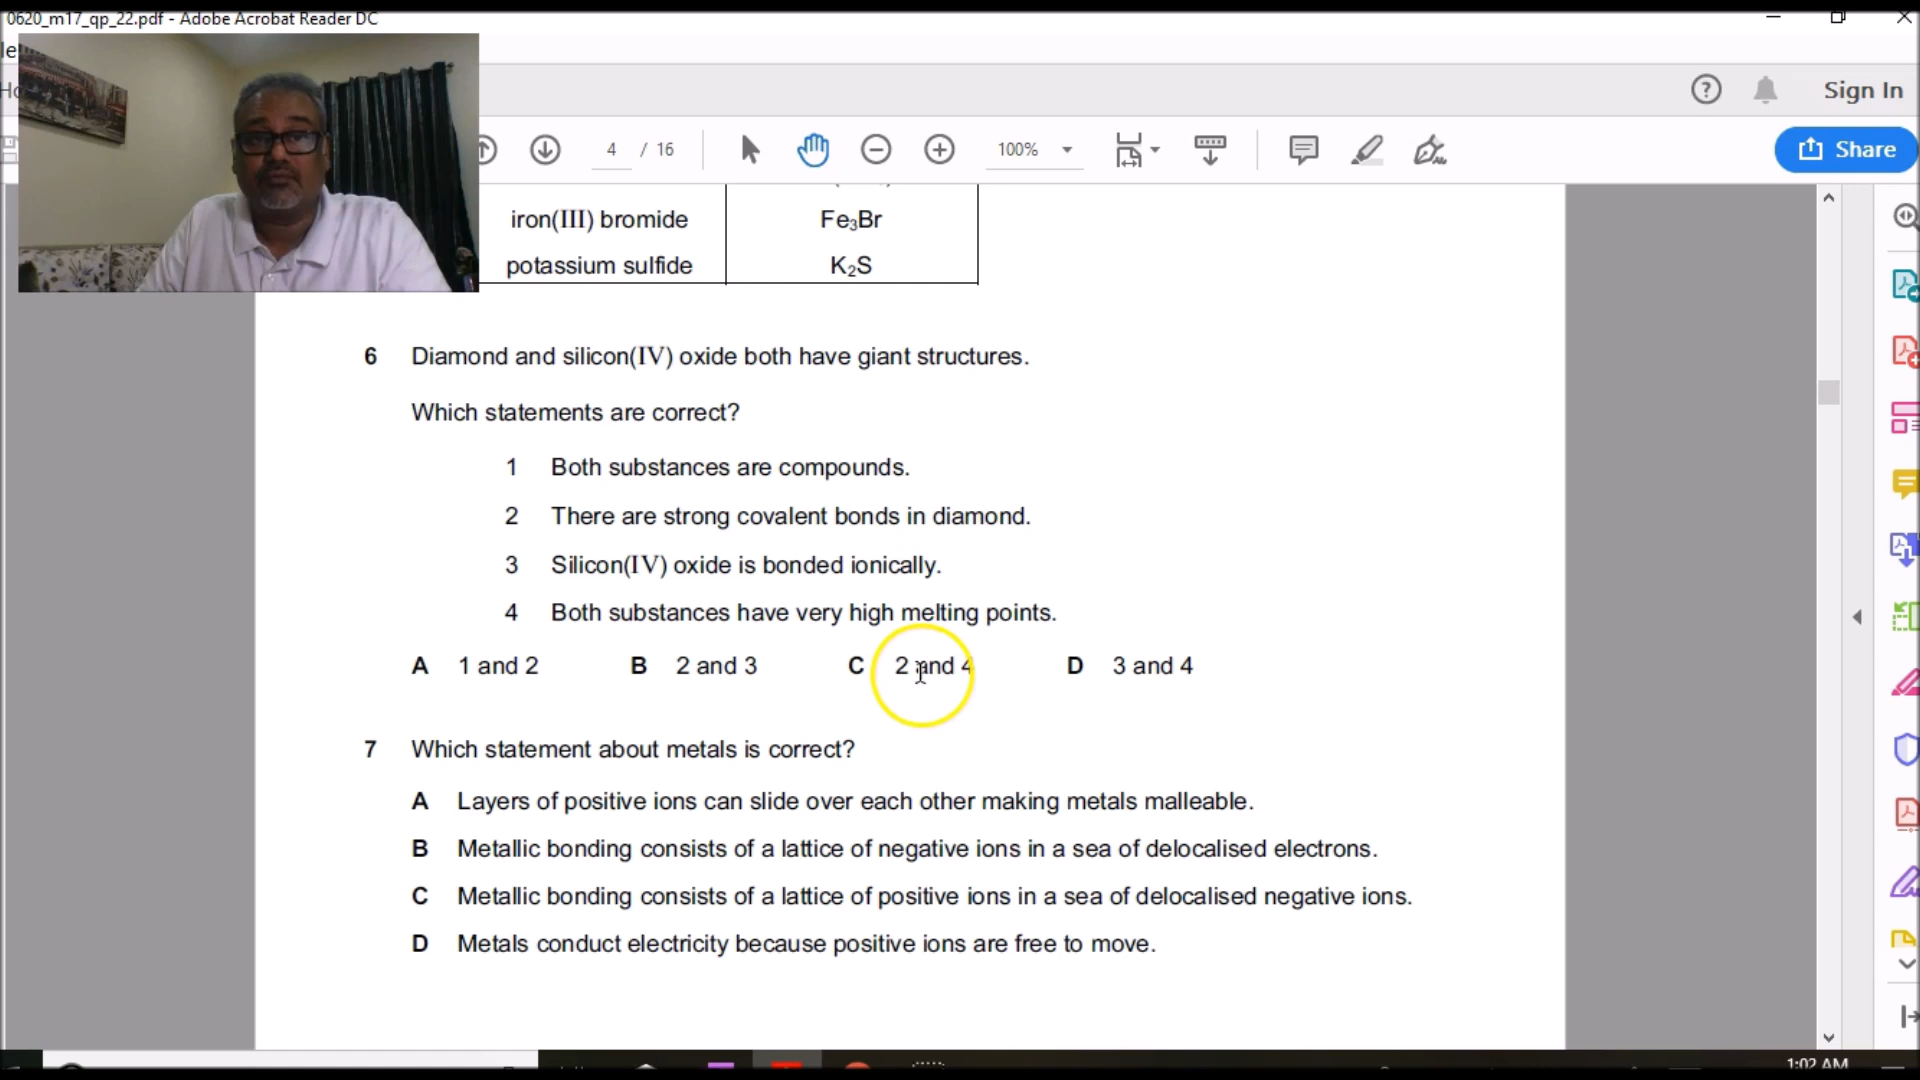 0620_m17_qp_22.pdf - Adobe Acrobat Reader DC
Sign In
4 / 16
100%
Share
iron(III) bromide Fe₃Br
potassium sulfide K₂S
6 Diamond and silicon(IV) oxide both have giant structures.
Which statements are correct?
1 Both substances are compounds.
2 There are strong covalent bonds in diamond.
3 Silicon(IV) oxide is bonded ionically.
4 Both substances have very high melting points.
A 1 and 2 B 2 and 3 C 2 and 4 D 3 and 4
7 Which statement about metals is correct?
A Layers of positive ions can slide over each other making metals malleable.
B Metallic bonding consists of a lattice of negative ions in a sea of delocalised electrons.
C Metallic bonding consists of a lattice of positive ions in a sea of delocalised negative ions.
D Metals conduct electricity because positive ions are free to move.
1:02 AM